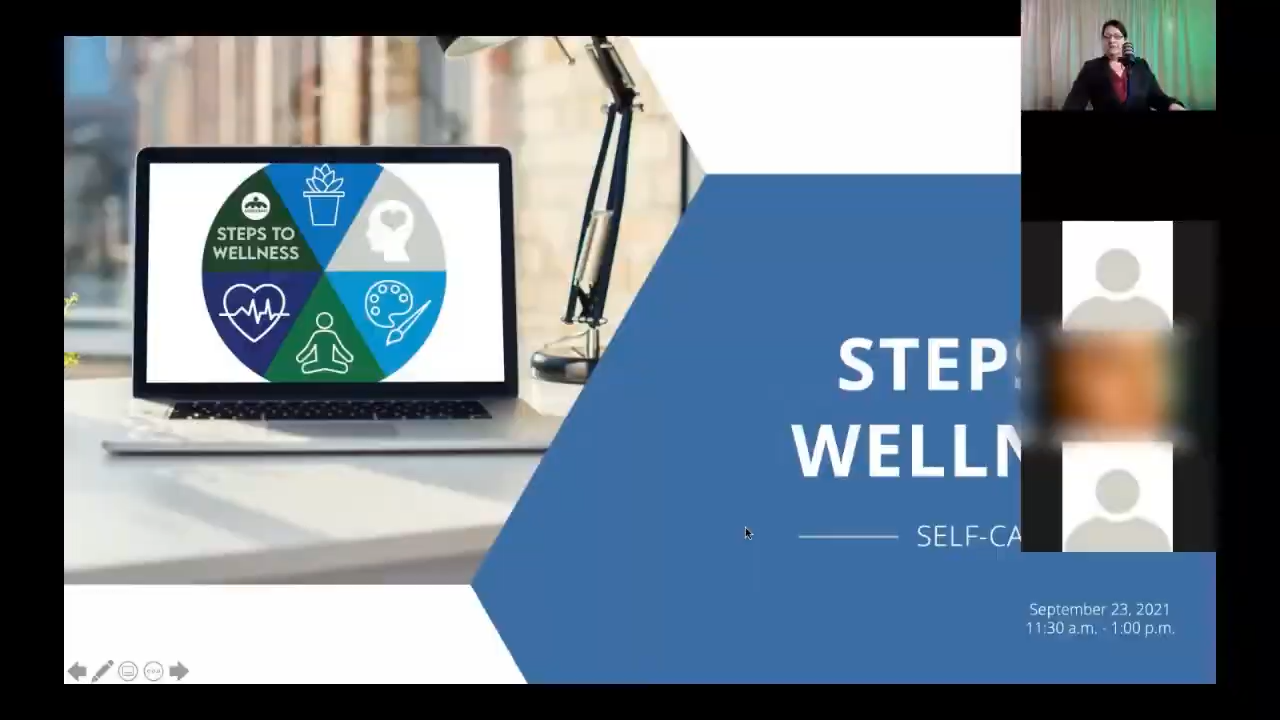 STEPS TO
WELLNESS
STEPS
WELLN
SELF-CA
September 23, 2021
11:30 a.m. - 1:00 p.m.